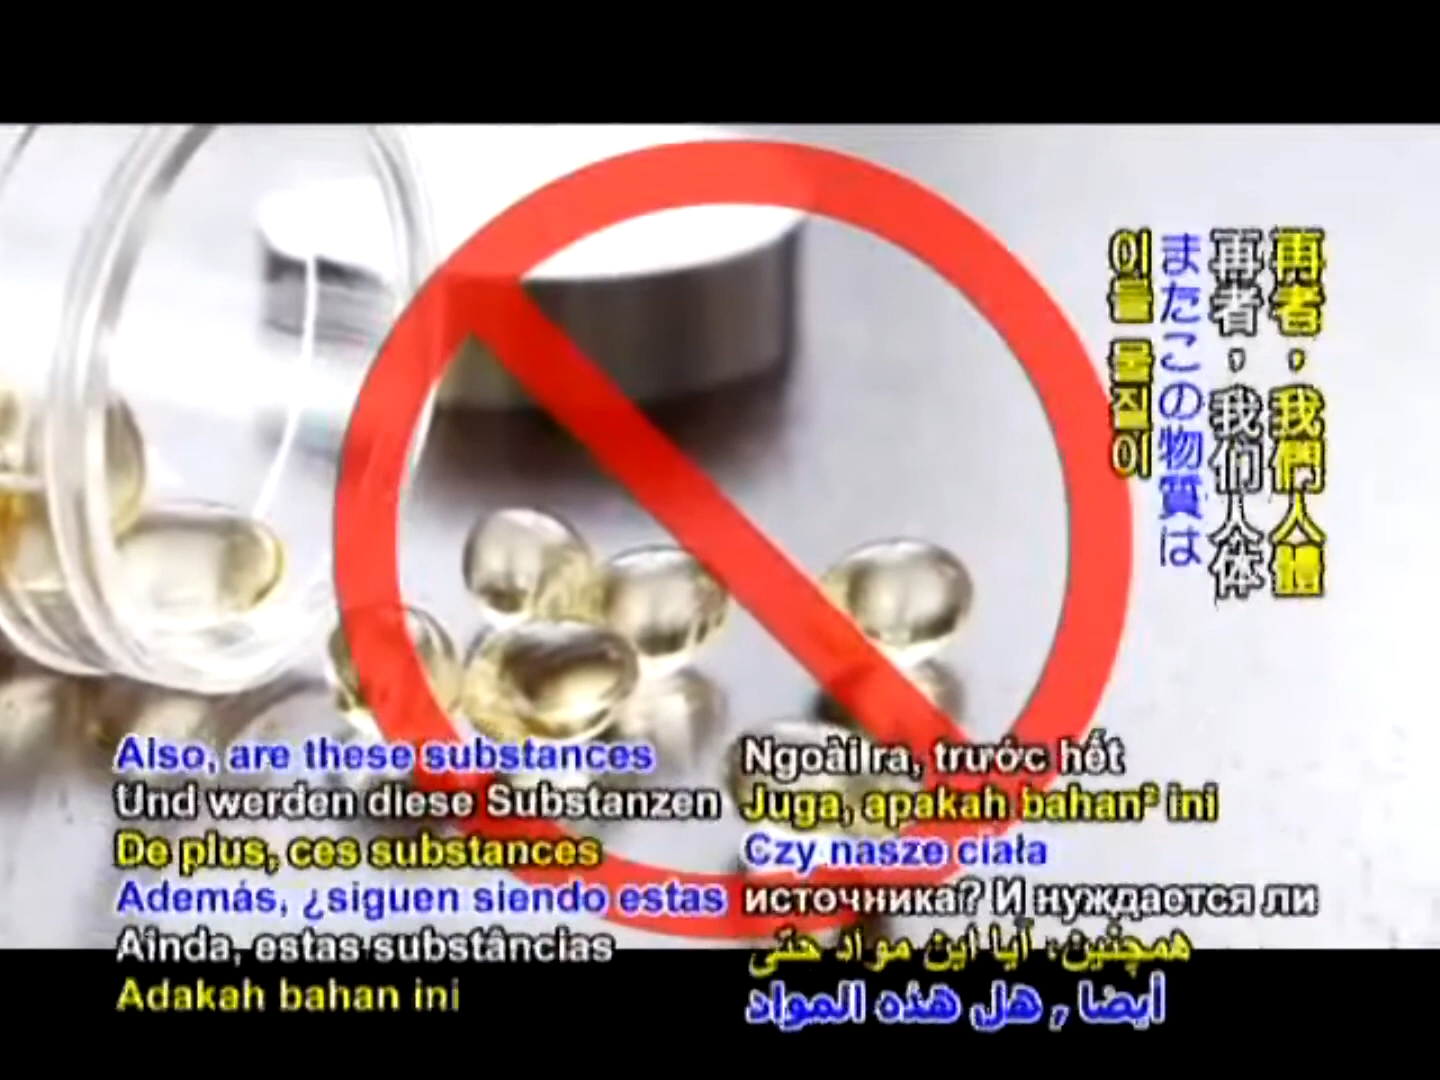 再者，我們人體
再者，我们人体
またこの物質は
이들 물질이
Also, are these substances
Und werden diese Substanzen
De plus, ces substances
Además, ¿siguen siendo estas
Ainda, estas substâncias
Adakah bahan ini
Ngoài ra, trước hết
Juga, apakah bahan² ini
Czy nasze ciała
источника? И нуждаются ли
همچنین، آیا این مواد حتی
أيضا , هل هذه المواد